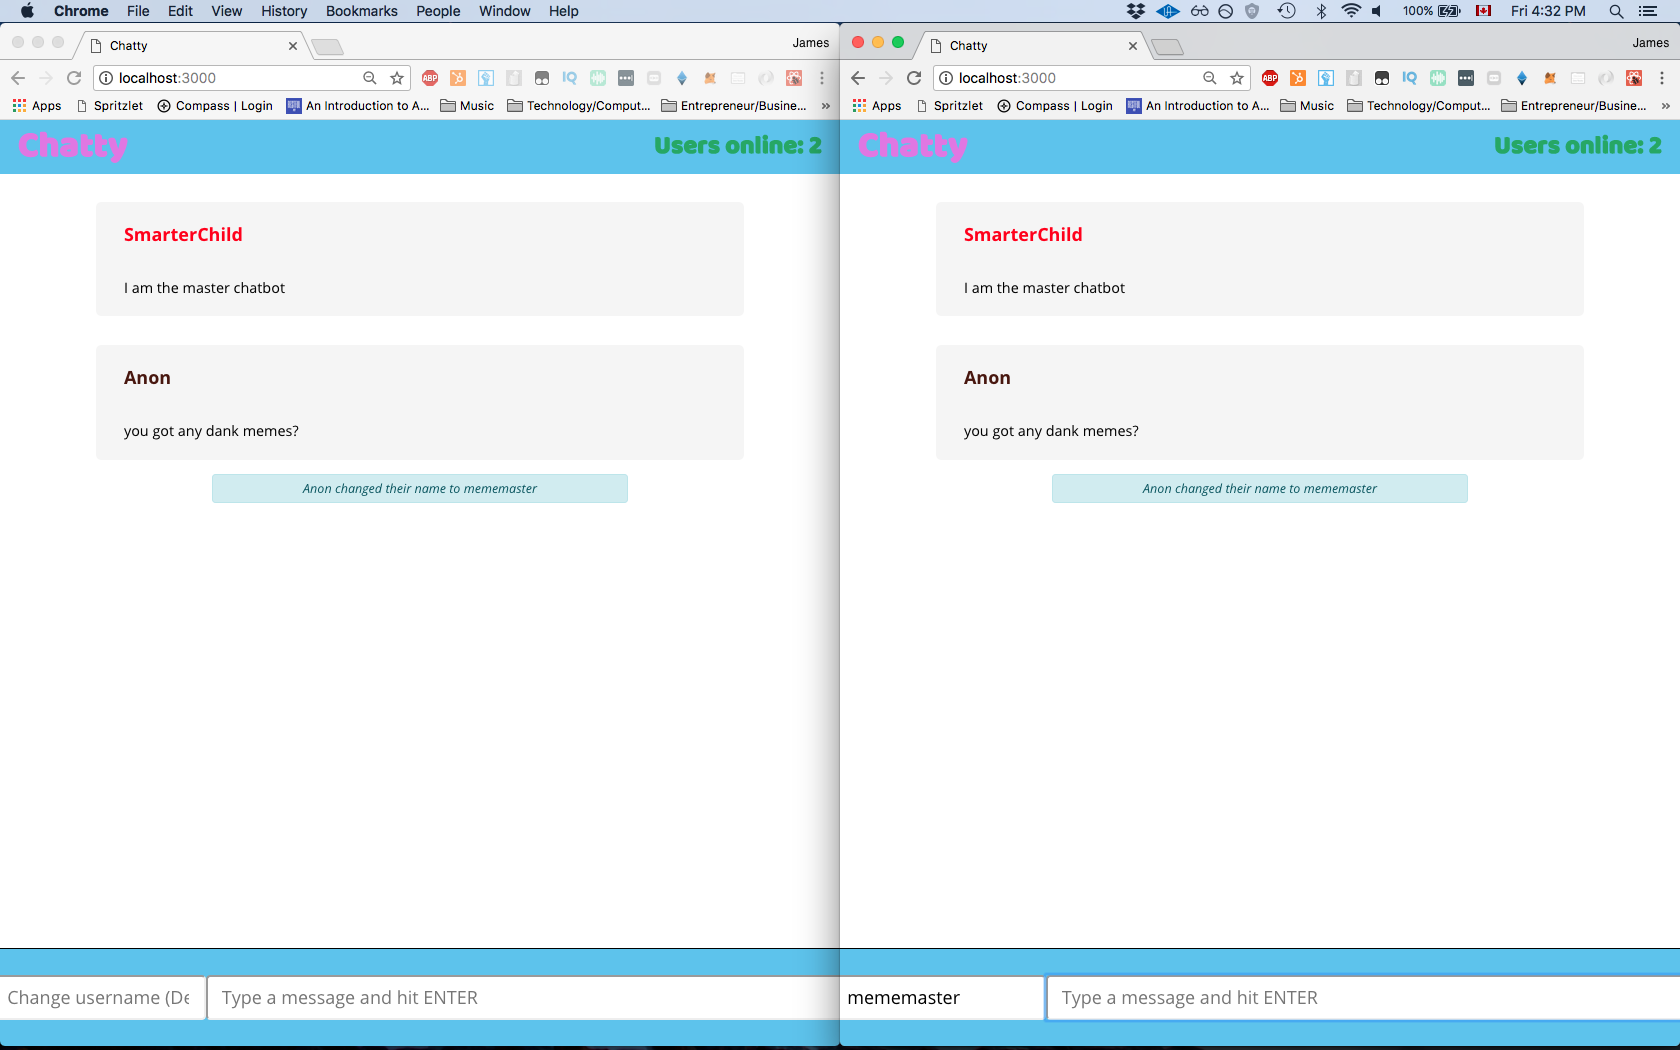 Chrome File Edit View History Bookmarks People Window Help 100% Fri 4:32 PM
Chatty James
localhost:3000 ABP IQ
Apps Spritzlet Compass | Login An Introduction to A... Music Technology/Comput... Entrepreneur/Busine... »
Chatty Users online: 2
SmarterChild
I am the master chatbot
Anon
you got any dank memes?
Anon changed their name to mememaster
Change username (De
Type a message and hit ENTER
Chatty James
localhost:3000 ABP IQ
Apps Spritzlet Compass | Login An Introduction to A... Music Technology/Comput... Entrepreneur/Busine... »
Chatty Users online: 2
SmarterChild
I am the master chatbot
Anon
you got any dank memes?
Anon changed their name to mememaster
mememaster
Type a message and hit ENTER